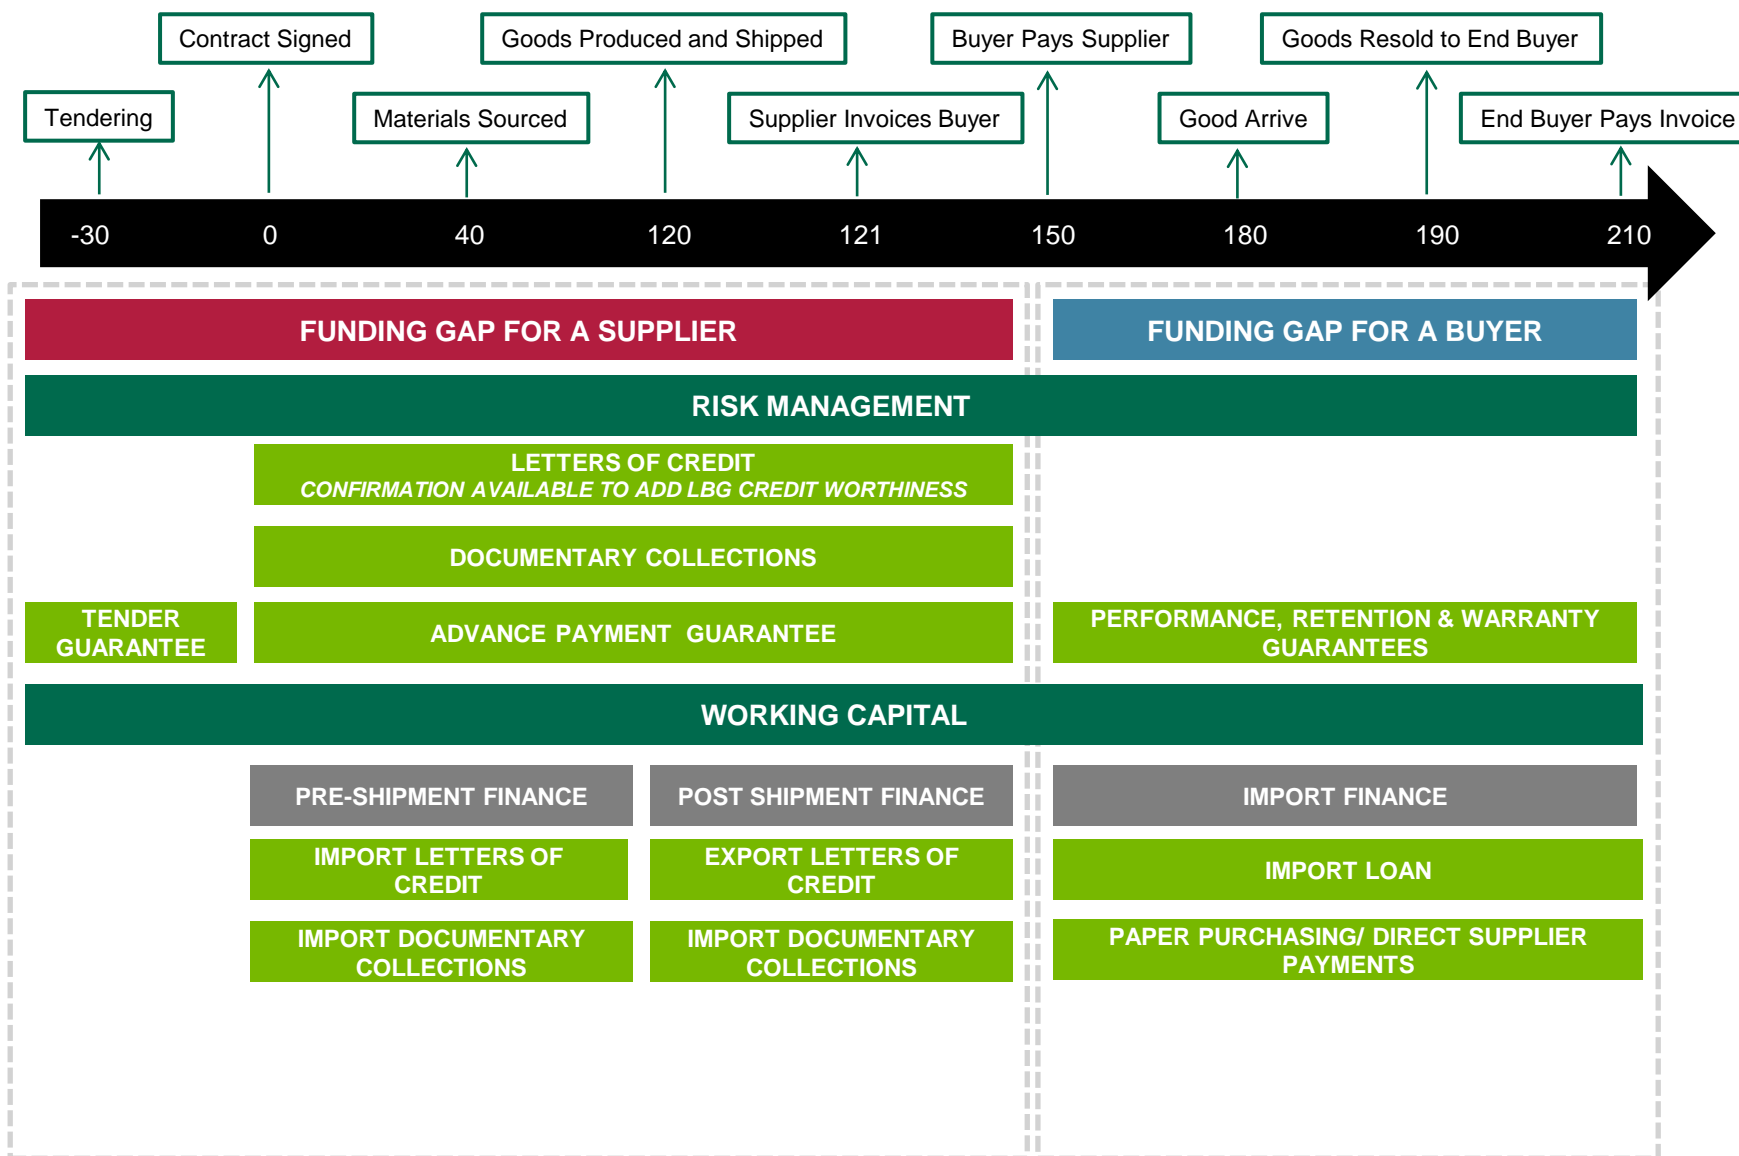 Contract Signed
Goods Produced and Shipped
Buyer Pays Supplier
Goods Resold to End Buyer
Tendering
Materials Sourced
Supplier Invoices Buyer
Good Arrive
End Buyer Pays Invoice
-30 0 40 120 121 150 180 190 210
FUNDING GAP FOR A SUPPLIER
FUNDING GAP FOR A BUYER
RISK MANAGEMENT
LETTERS OF CREDIT
CONFIRMATION AVAILABLE TO ADD LBG CREDIT WORTHINESS
DOCUMENTARY COLLECTIONS
TENDER
GUARANTEE
ADVANCE PAYMENT GUARANTEE
PERFORMANCE, RETENTION & WARRANTY
GUARANTEES
WORKING CAPITAL
PRE-SHIPMENT FINANCE
POST SHIPMENT FINANCE
IMPORT FINANCE
IMPORT LETTERS OF
CREDIT
EXPORT LETTERS OF
CREDIT
IMPORT LOAN
IMPORT DOCUMENTARY
COLLECTIONS
IMPORT DOCUMENTARY
COLLECTIONS
PAPER PURCHASING/ DIRECT SUPPLIER
PAYMENTS